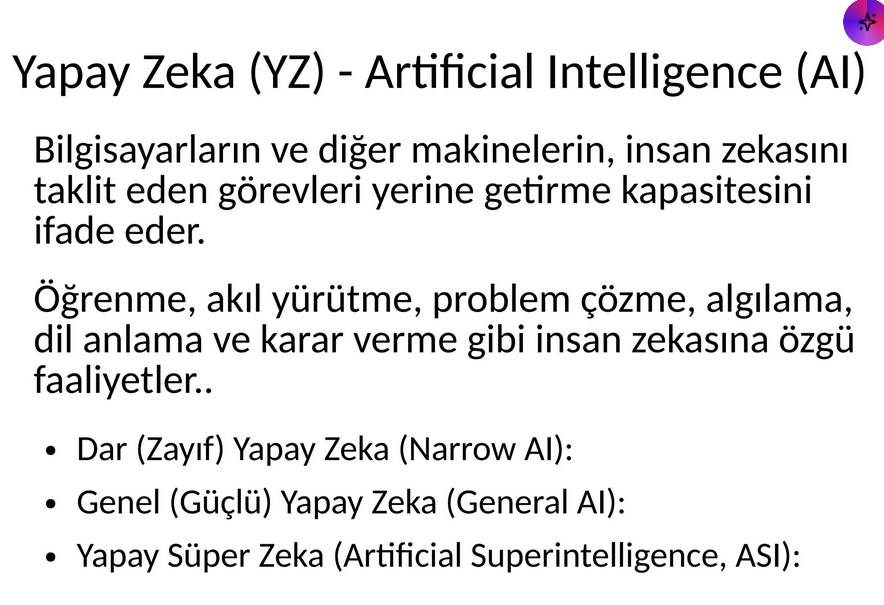 Yapay Zeka (YZ) - Artificial Intelligence (AI)
Bilgisayarların ve diğer makinelerin, insan zekasını
taklit eden görevleri yerine getirme kapasitesini
ifade eder.
Öğrenme, akıl yürütme, problem çözme, algılama,
dil anlama ve karar verme gibi insan zekasına özgü
faaliyetler..
• Dar (Zayıf) Yapay Zeka (Narrow AI):
• Genel (Güçlü) Yapay Zeka (General AI):
• Yapay Süper Zeka (Artificial Superintelligence, ASI):